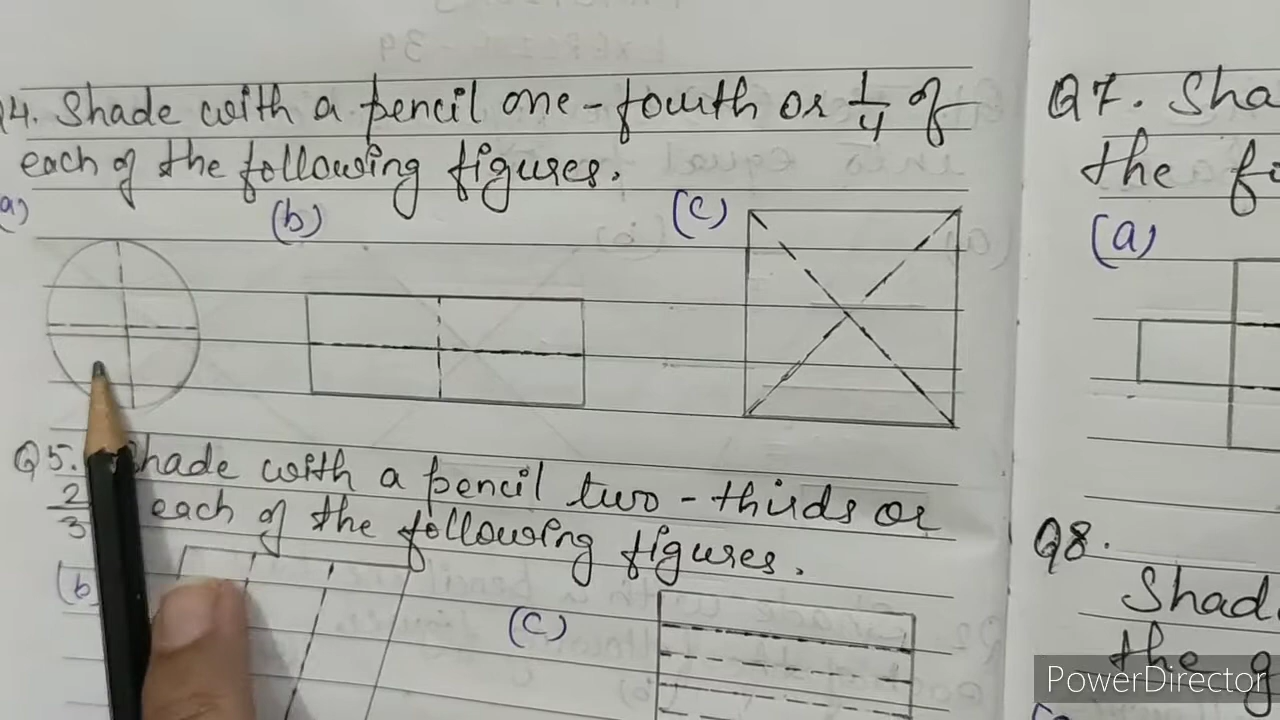 Q4. Shade with a pencil one-fourth or 1/4 of
each of the following figures.
(a) (b) (c)
Q5. Shade with a pencil two-thirds or
2/3 each of the following figures.
(b) (c)
Q7. Sha
the fo
(a)
Q8.
Shad
the g
PowerDirector